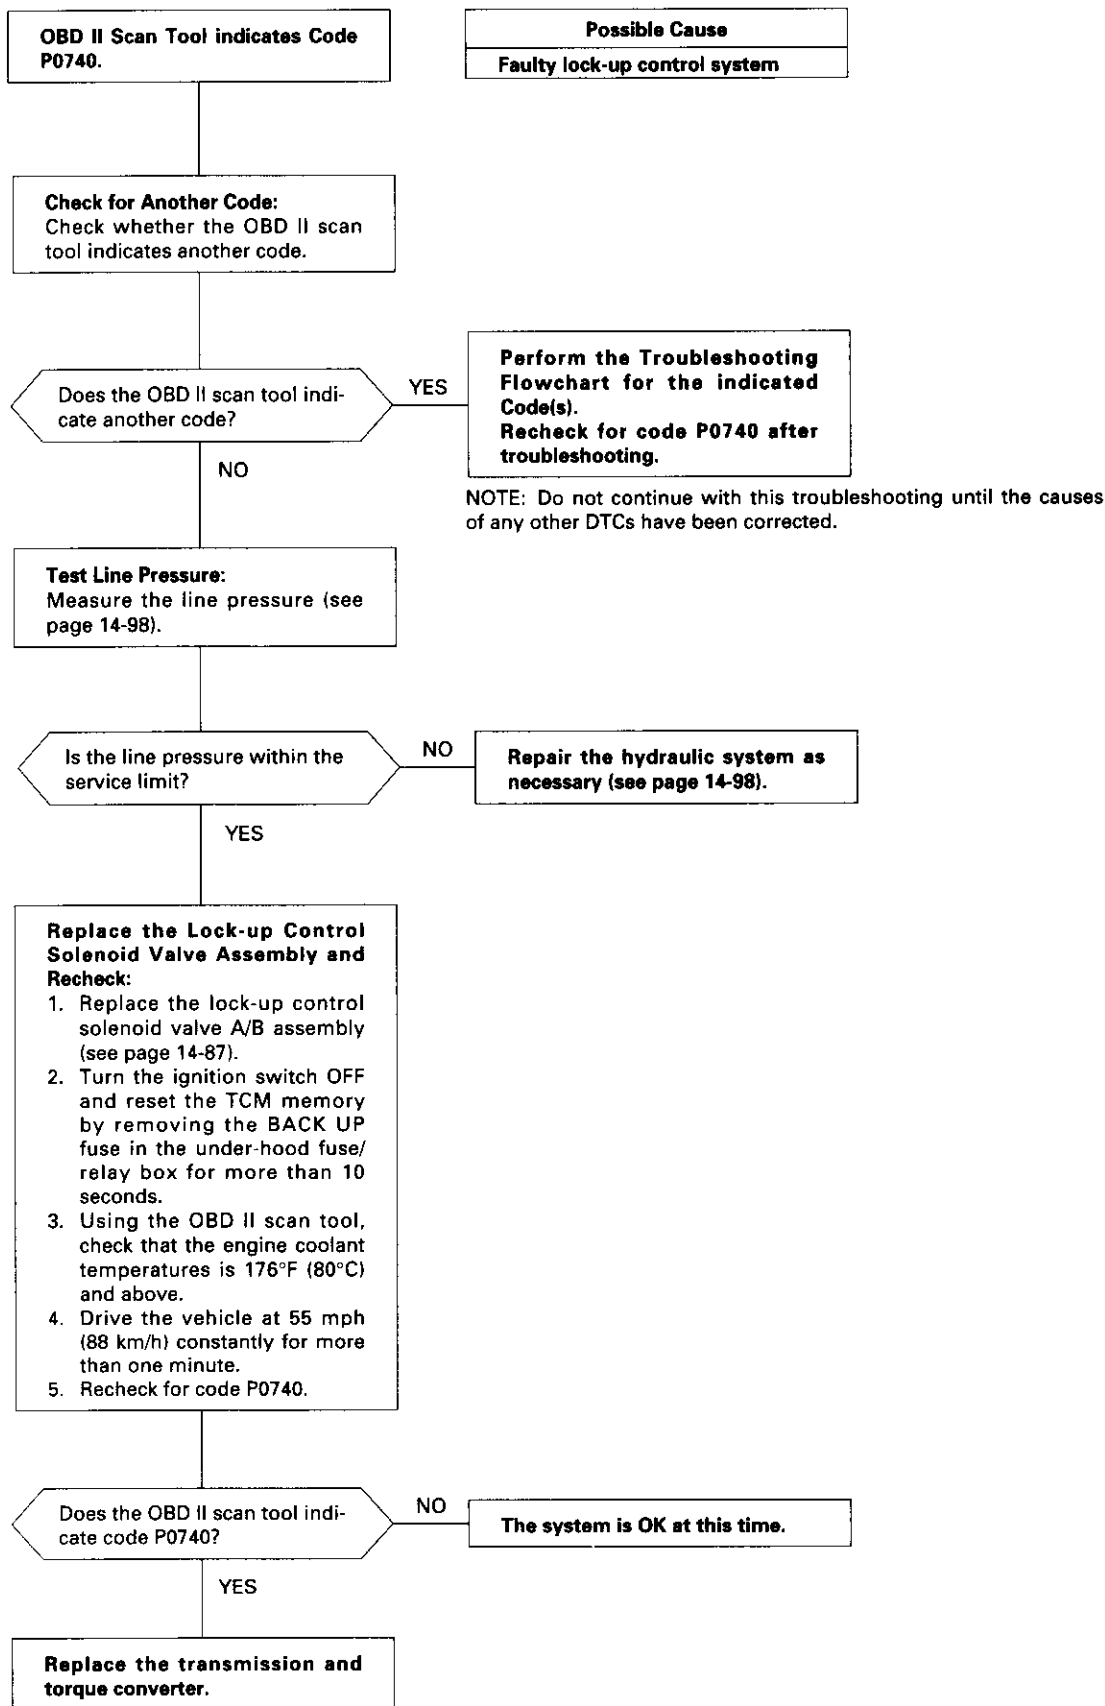 OBD II Scan Tool indicates Code
P0740.
Possible Cause
Faulty lock-up control system
Check for Another Code:
Check whether the OBD II scan
tool indicates another code.
Does the OBD II scan tool indi-
cate another code?
YES
Perform the Troubleshooting
Flowchart for the indicated
Code(s).
Recheck for code P0740 after
troubleshooting.
NO
NOTE: Do not continue with this troubleshooting until the causes
of any other DTCs have been corrected.
Test Line Pressure:
Measure the line pressure (see
page 14-98).
Is the line pressure within the
service limit?
NO
Repair the hydraulic system as
necessary (see page 14-98).
YES
Replace the Lock-up Control
Solenoid Valve Assembly and
Recheck:
1. Replace the lock-up control
solenoid valve A/B assembly
(see page 14-87).
2. Turn the ignition switch OFF
and reset the TCM memory
by removing the BACK UP
fuse in the under-hood fuse/
relay box for more than 10
seconds.
3. Using the OBD II scan tool,
check that the engine coolant
temperatures is 176°F (80°C)
and above.
4. Drive the vehicle at 55 mph
(88 km/h) constantly for more
than one minute.
5. Recheck for code P0740.
Does the OBD II scan tool indi-
cate code P0740?
NO
The system is OK at this time.
YES
Replace the transmission and
torque converter.